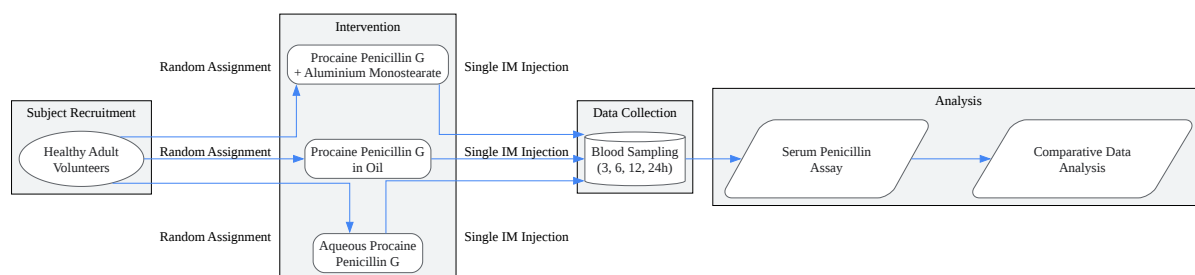 Subject Recruitment
Healthy Adult
Volunteers
Random Assignment
Random Assignment
Random Assignment
Intervention
Procaine Penicillin G
+ Aluminium Monostearate
Procaine Penicillin G
in Oil
Aqueous Procaine
Penicillin G
Single IM Injection
Single IM Injection
Single IM Injection
Data Collection
Blood Sampling
(3, 6, 12, 24h)
Analysis
Serum Penicillin
Assay
Comparative Data
Analysis